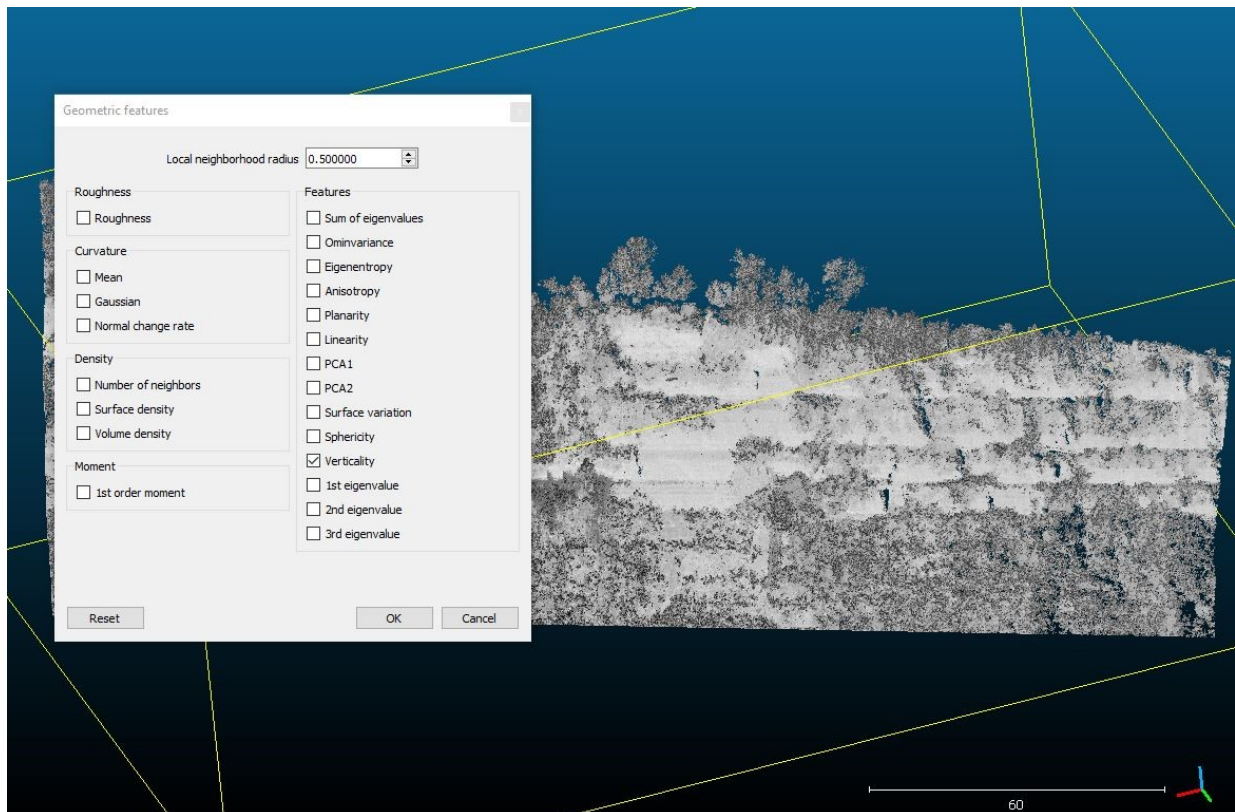 Geometric features
Local neighborhood radius 0.500000
Roughness
Roughness
Curvature
Mean
Gaussian
Normal change rate
Density
Number of neighbors
Surface density
Volume density
Moment
1st order moment
Features
Sum of eigenvalues
Ominvariance
Eigenentropy
Anisotropy
Planarity
Linearity
PCA1
PCA2
Surface variation
Sphericity
Verticality
1st eigenvalue
2nd eigenvalue
3rd eigenvalue
Reset OK Cancel
60